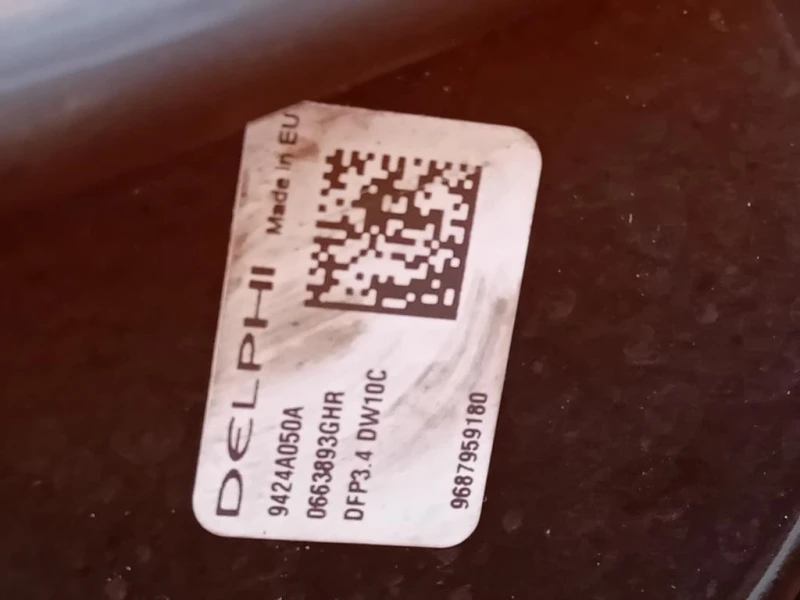 DELPHI Made in EU
9424A050A
0663893GHR
DFP3.4 DW10C
9687959180